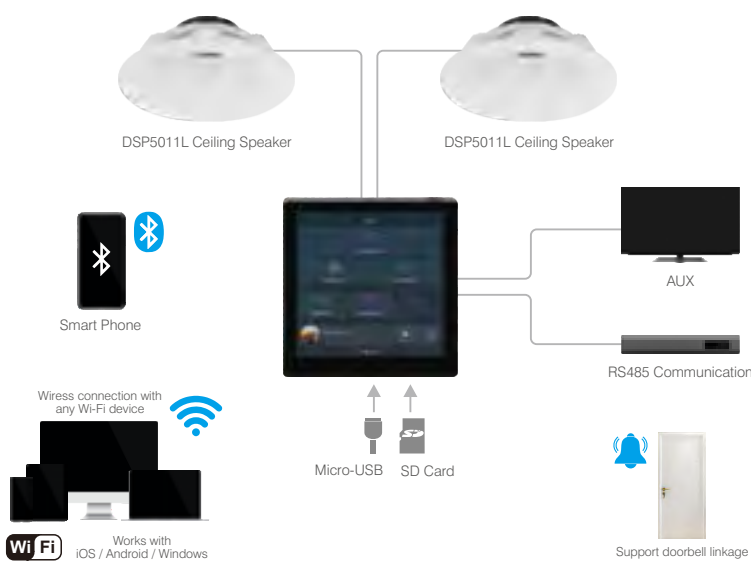 DSP5011L Ceiling Speaker
DSP5011L Ceiling Speaker
Smart Phone
AUX
RS485 Communication
Wiress connection with
any Wi-Fi device
Micro-USB
SD Card
Wi Fi
Works with
iOS / Android / Windows
Support doorbell linkage